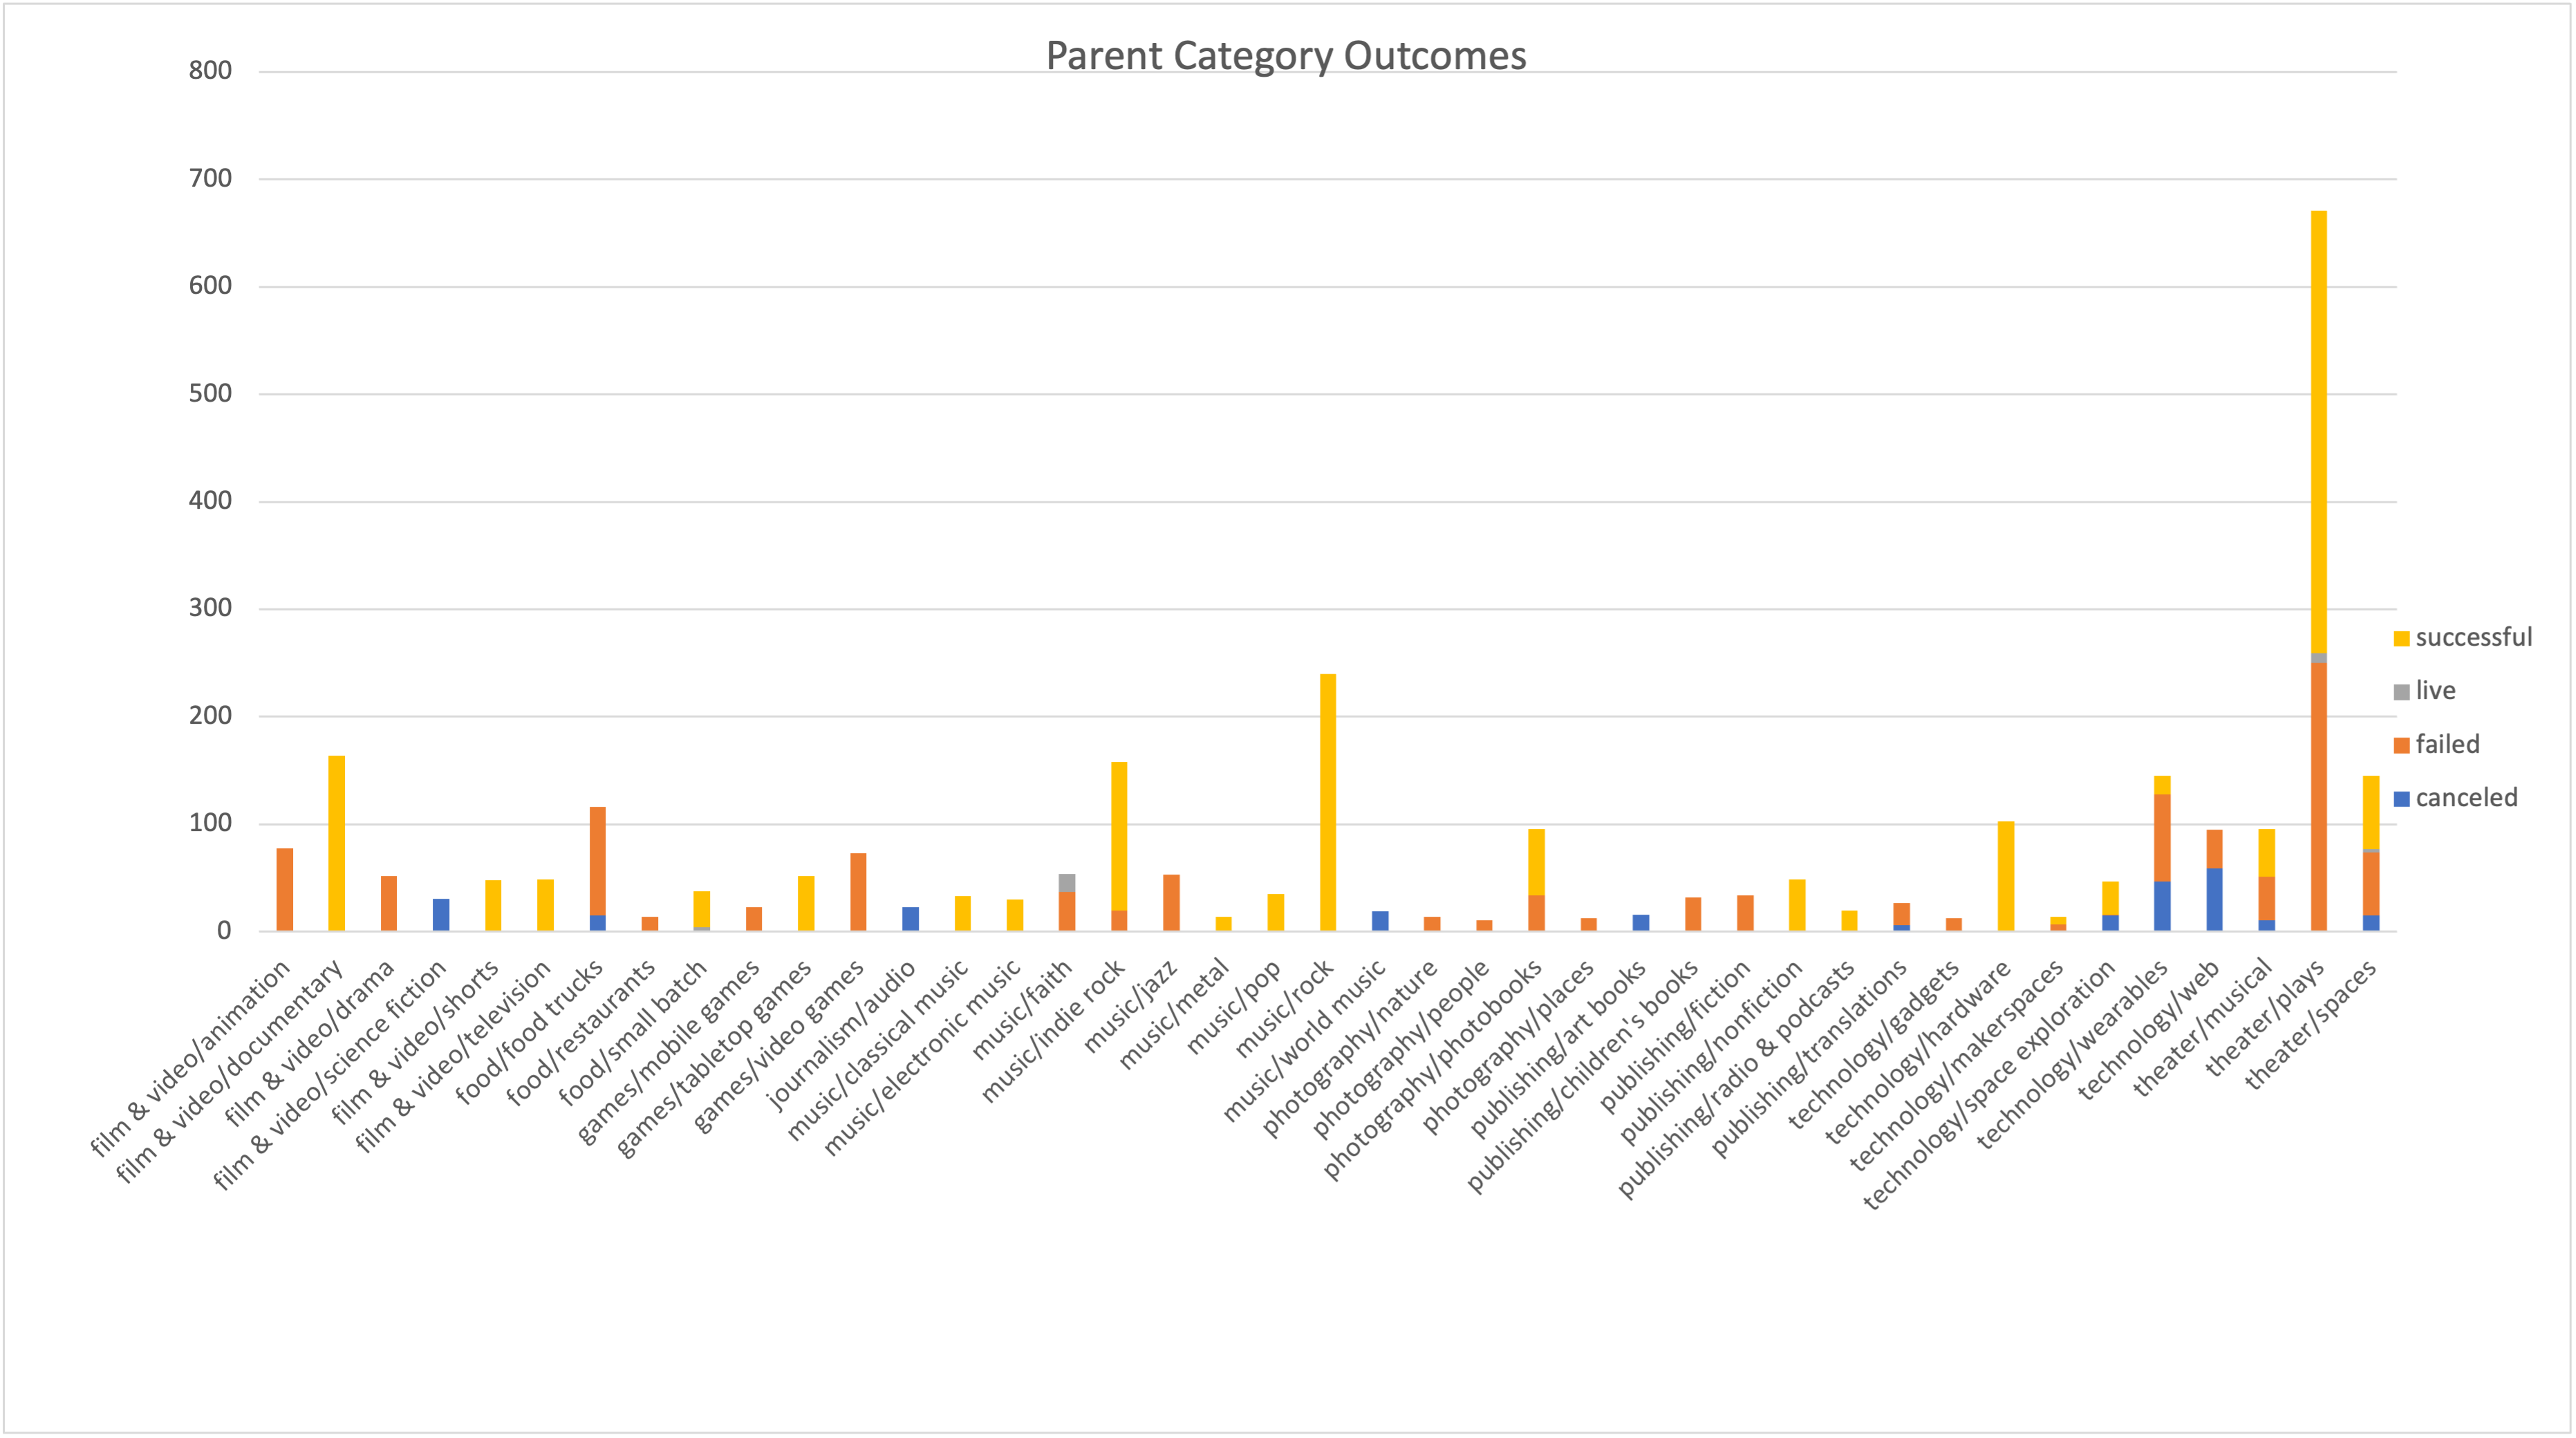 Parent Category Outcomes
800
700
600
500
400
300
200
100
0
successful
live
failed
canceled
film & video/animation
film & video/documentary
film & video/drama
film & video/science fiction
film & video/shorts
film & video/television
food/food trucks
food/restaurants
food/small batch
games/mobile games
games/tabletop games
games/video games
journalism/audio
music/classical music
music/electronic music
music/faith
music/indie rock
music/jazz
music/metal
music/pop
music/rock
music/world music
photography/nature
photography/people
photography/photobooks
photography/places
publishing/art books
publishing/children's books
publishing/fiction
publishing/nonfiction
publishing/radio & podcasts
publishing/translations
technology/gadgets
technology/hardware
technology/makerspaces
technology/space exploration
technology/wearables
technology/web
theater/musical
theater/plays
theater/spaces